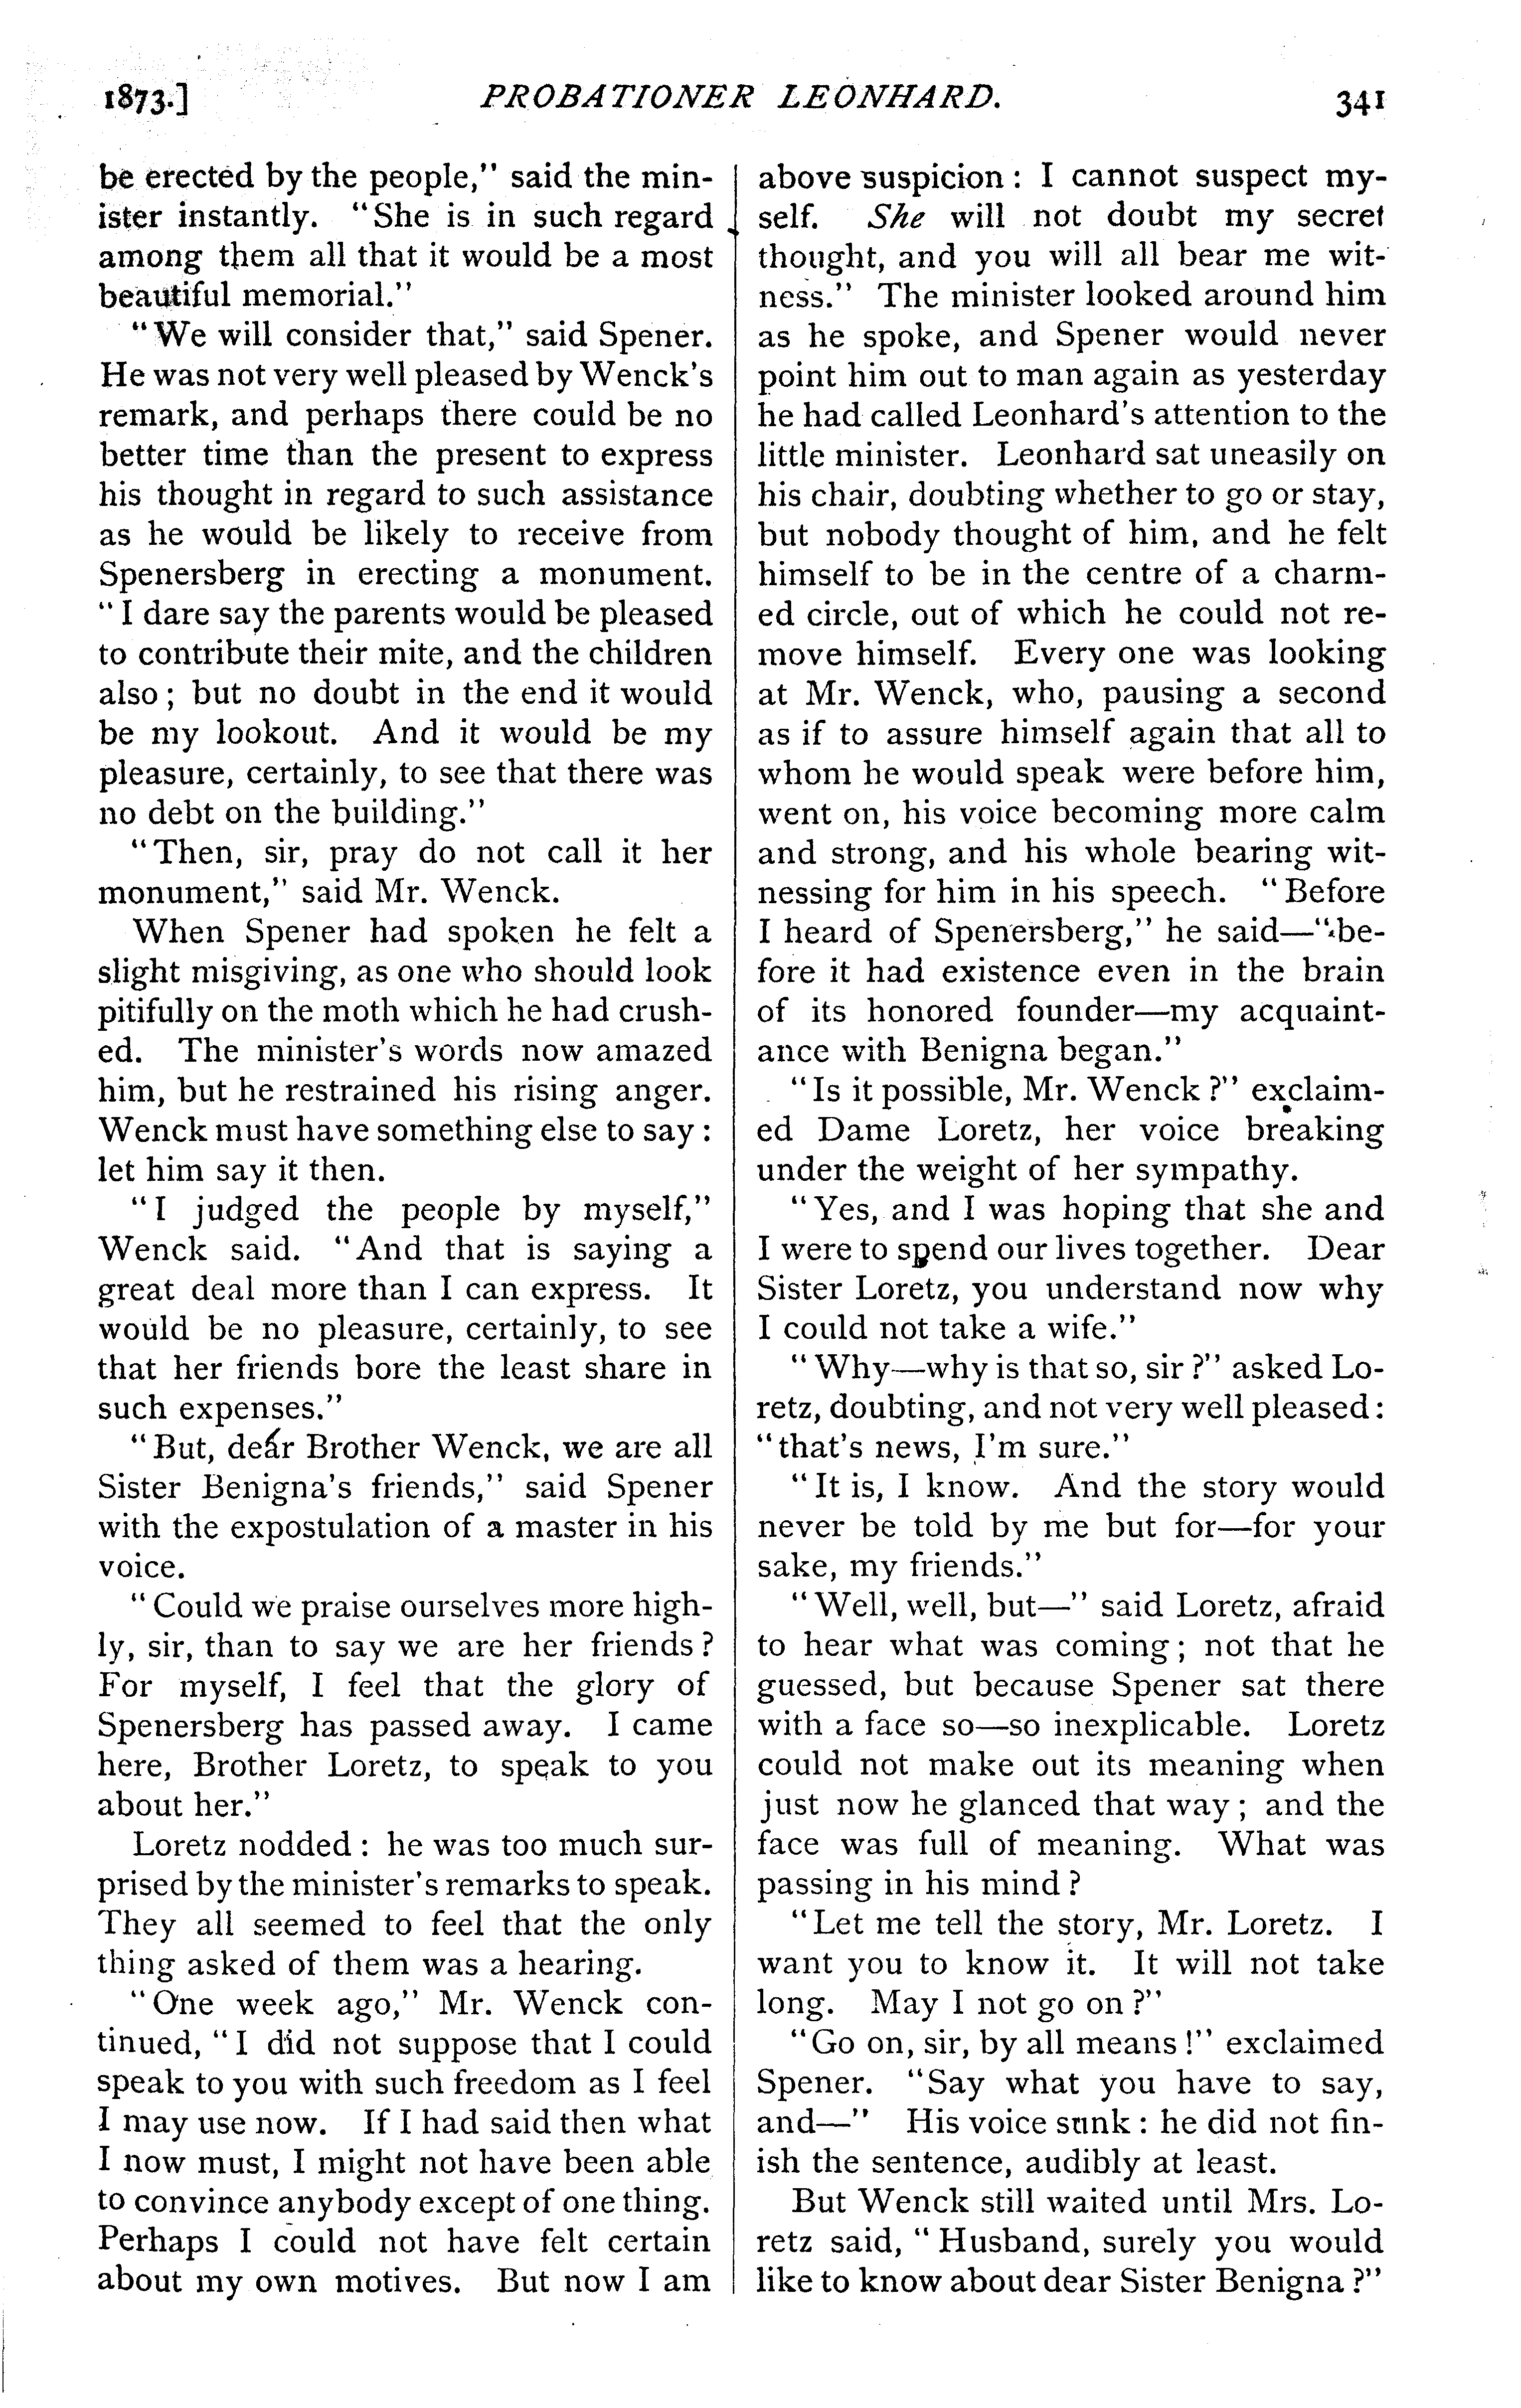 1873.] PROBATIONER LEONHARD. 341
be erected by the people," said the min-
ister instantly. "She is in such regard
among them all that it would be a most
beautiful memorial."
"We will consider that," said Spener.
He was not very well pleased by Wenck's
remark, and perhaps there could be no
better time than the present to express
his thought in regard to such assistance
as he would be likely to receive from
Spenersberg in erecting a monument.
"I dare say the parents would be pleased
to contribute their mite, and the children
also; but no doubt in the end it would
be my lookout. And it would be my
pleasure, certainly, to see that there was
no debt on the building."
"Then, sir, pray do not call it her
monument," said Mr. Wenck.
When Spener had spoken he felt a
slight misgiving, as one who should look
pitifully on the moth which he had crush-
ed. The minister's words now amazed
him, but he restrained his rising anger.
Wenck must have something else to say:
let him say it then.
"I judged the people by myself,"
Wenck said. "And that is saying a
great deal more than I can express. It
would be no pleasure, certainly, to see
that her friends bore the least share in
such expenses."
"But, dear Brother Wenck, we are all
Sister Benigna's friends," said Spener
with the expostulation of a master in his
voice.
"Could we praise ourselves more high-
ly, sir, than to say we are her friends?
For myself, I feel that the glory of
Spenersberg has passed away. I came
here, Brother Loretz, to speak to you
about her."
Loretz nodded: he was too much sur-
prised by the minister's remarks to speak.
They all seemed to feel that the only
thing asked of them was a hearing.
"One week ago," Mr. Wenck con-
tinued, "I did not suppose that I could
speak to you with such freedom as I feel
I may use now. If I had said then what
I now must, I might not have been able
to convince anybody except of one thing.
Perhaps I could not have felt certain
about my own motives. But now I am
above suspicion: I cannot suspect my-
self. She will not doubt my secret
thought, and you will all bear me wit-
ness." The minister looked around him
as he spoke, and Spener would never
point him out to man again as yesterday
he had called Leonhard's attention to the
little minister. Leonhard sat uneasily on
his chair, doubting whether to go or stay,
but nobody thought of him, and he felt
himself to be in the centre of a charm-
ed circle, out of which he could not re-
move himself. Every one was looking
at Mr. Wenck, who, pausing a second
as if to assure himself again that all to
whom he would speak were before him,
went on, his voice becoming more calm
and strong, and his whole bearing wit-
nessing for him in his speech. "Before
I heard of Spenersberg," he said—"be-
fore it had existence even in the brain
of its honored founder—my acquaint-
ance with Benigna began."
"Is it possible, Mr. Wenck?" exclaim-
ed Dame Loretz, her voice breaking
under the weight of her sympathy.
"Yes, and I was hoping that she and
I were to spend our lives together. Dear
Sister Loretz, you understand now why
I could not take a wife."
"Why—why is that so, sir?" asked Lo-
retz, doubting, and not very well pleased:
"that's news, I'm sure."
"It is, I know. And the story would
never be told by me but for—for your
sake, my friends."
"Well, well, but—" said Loretz, afraid
to hear what was coming; not that he
guessed, but because Spener sat there
with a face so—so inexplicable. Loretz
could not make out its meaning when
just now he glanced that way; and the
face was full of meaning. What was
passing in his mind?
"Let me tell the story, Mr. Loretz. I
want you to know it. It will not take
long. May I not go on?"
"Go on, sir, by all means!" exclaimed
Spener. "Say what you have to say,
and—" His voice sunk: he did not fin-
ish the sentence, audibly at least.
But Wenck still waited until Mrs. Lo-
retz said, "Husband, surely you would
like to know about dear Sister Benigna?"